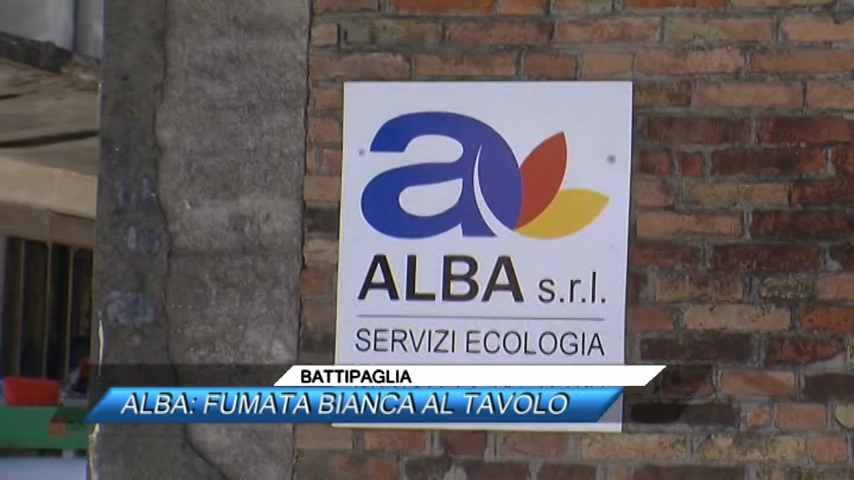 a
ALBA s.r.l.
SERVIZI ECOLOGIA
BATTIPAGLIA
ALBA: FUMATA BIANCA AL TAVOLO